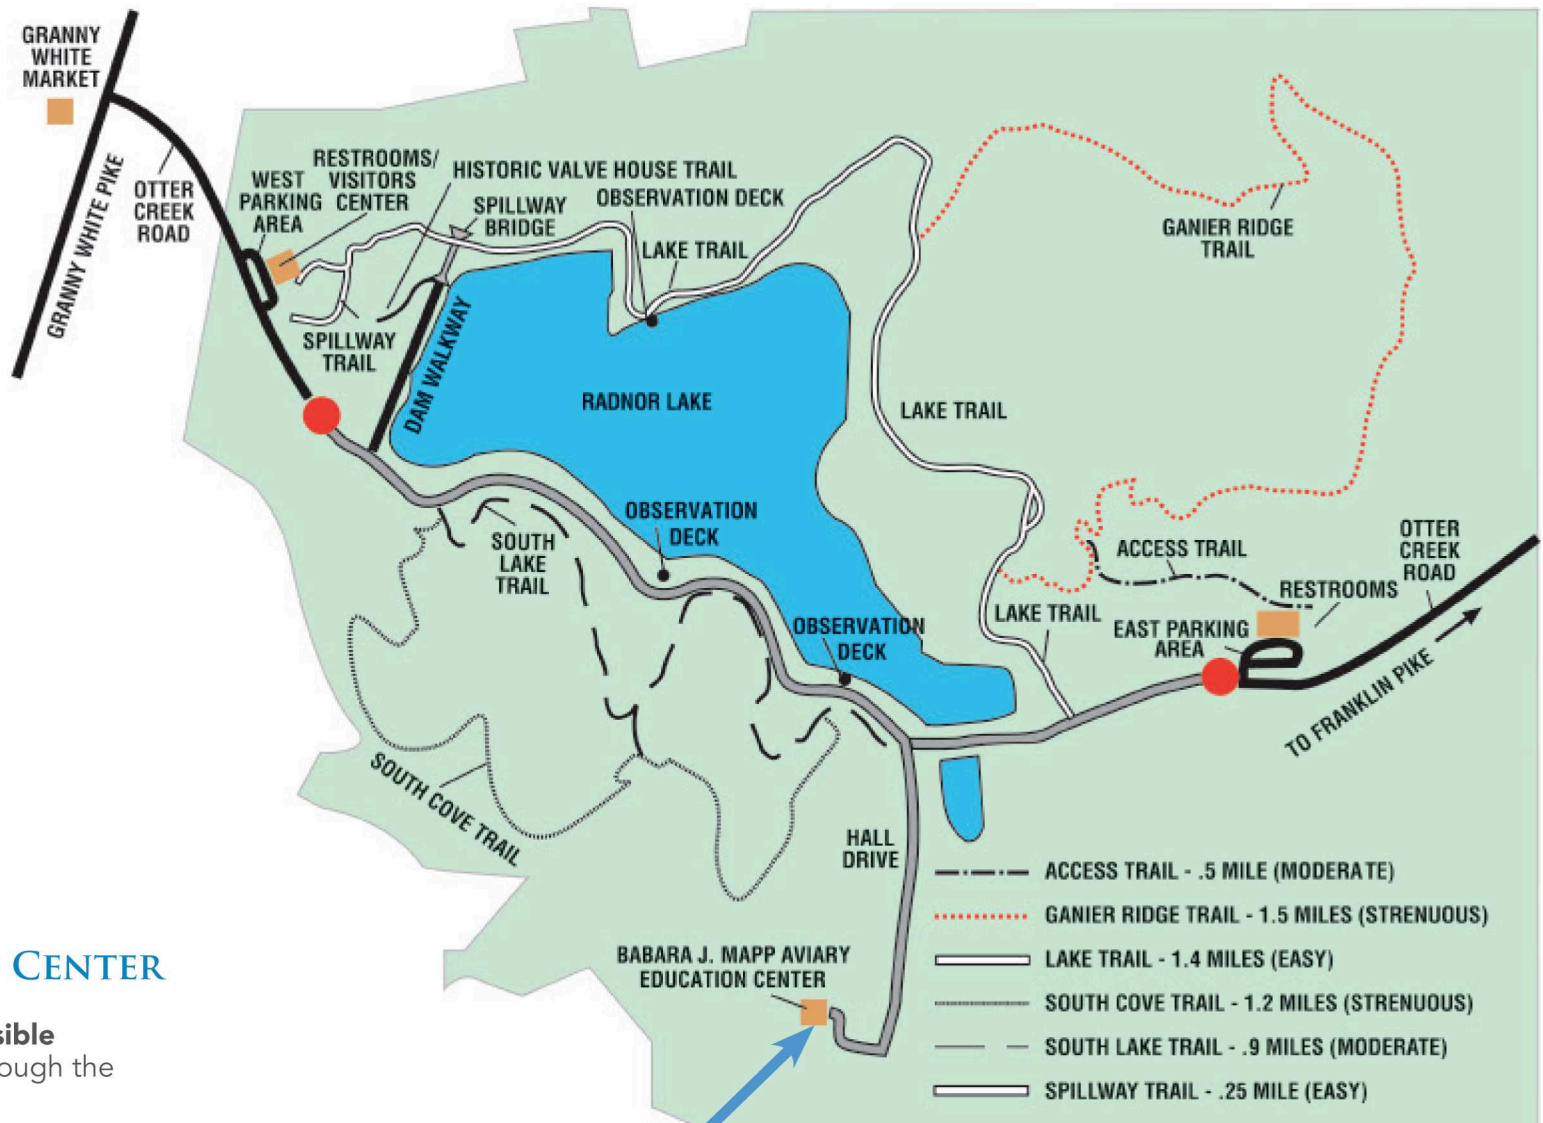 GRANNY
WHITE
MARKET
GRANNY WHITE PIKE
OTTER
CREEK
ROAD
WEST
PARKING
AREA
RESTROOMS/
VISITORS
CENTER
HISTORIC VALVE HOUSE TRAIL
SPILLWAY
BRIDGE
OBSERVATION DECK
LAKE TRAIL
SPILLWAY
TRAIL
DAM WALKWAY
RADNOR LAKE
GANIER RIDGE
TRAIL
LAKE TRAIL
OBSERVATION
DECK
SOUTH
LAKE
TRAIL
ACCESS TRAIL
OTTER
CREEK
ROAD
RESTROOMS
LAKE TRAIL
EAST PARKING
AREA
OBSERVATION
DECK
TO FRANKLIN PIKE
SOUTH COVE TRAIL
HALL
DRIVE
BABARA J. MAPP AVIARY
EDUCATION CENTER
ACCESS TRAIL - .5 MILE (MODERATE)
GANIER RIDGE TRAIL - 1.5 MILES (STRENUOUS)
LAKE TRAIL - 1.4 MILES (EASY)
SOUTH COVE TRAIL - 1.2 MILES (STRENUOUS)
SOUTH LAKE TRAIL - .9 MILES (MODERATE)
SPILLWAY TRAIL - .25 MILE (EASY)
CENTER
sible
ough the